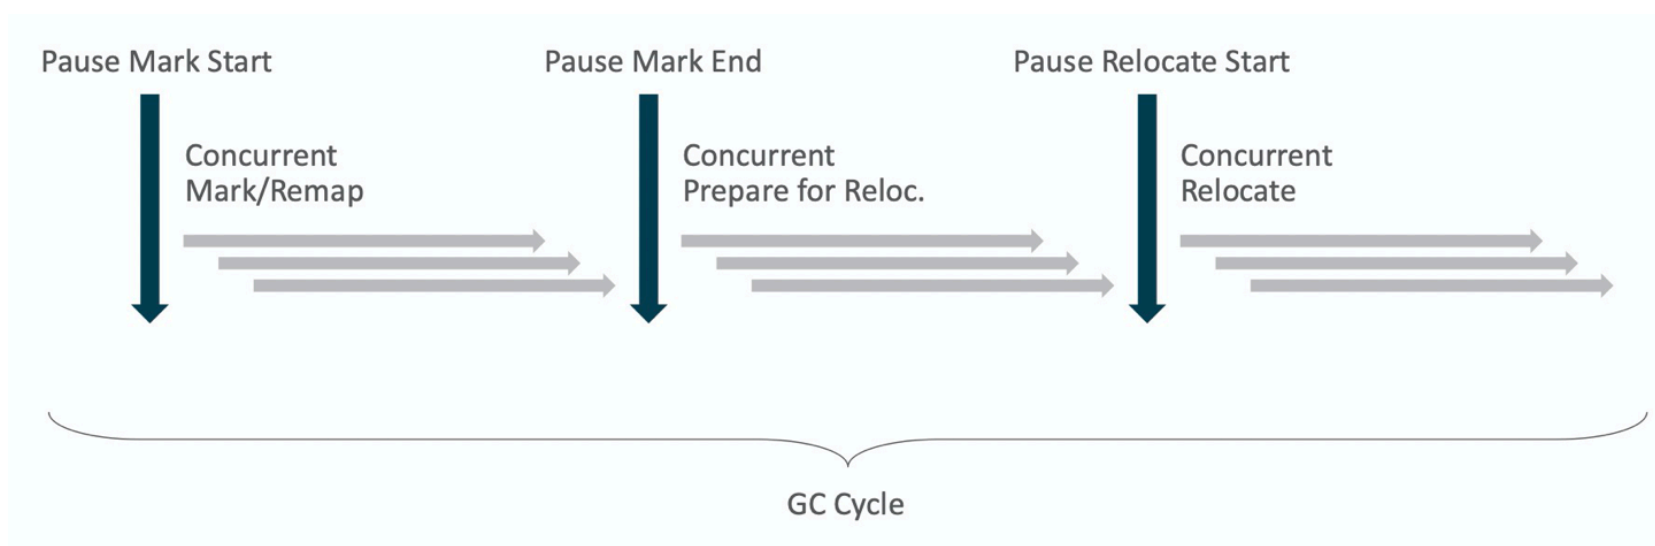 Pause Mark Start
Pause Mark End
Pause Relocate Start
Concurrent
Mark/Remap
Concurrent
Prepare for Reloc.
Concurrent
Relocate
GC Cycle